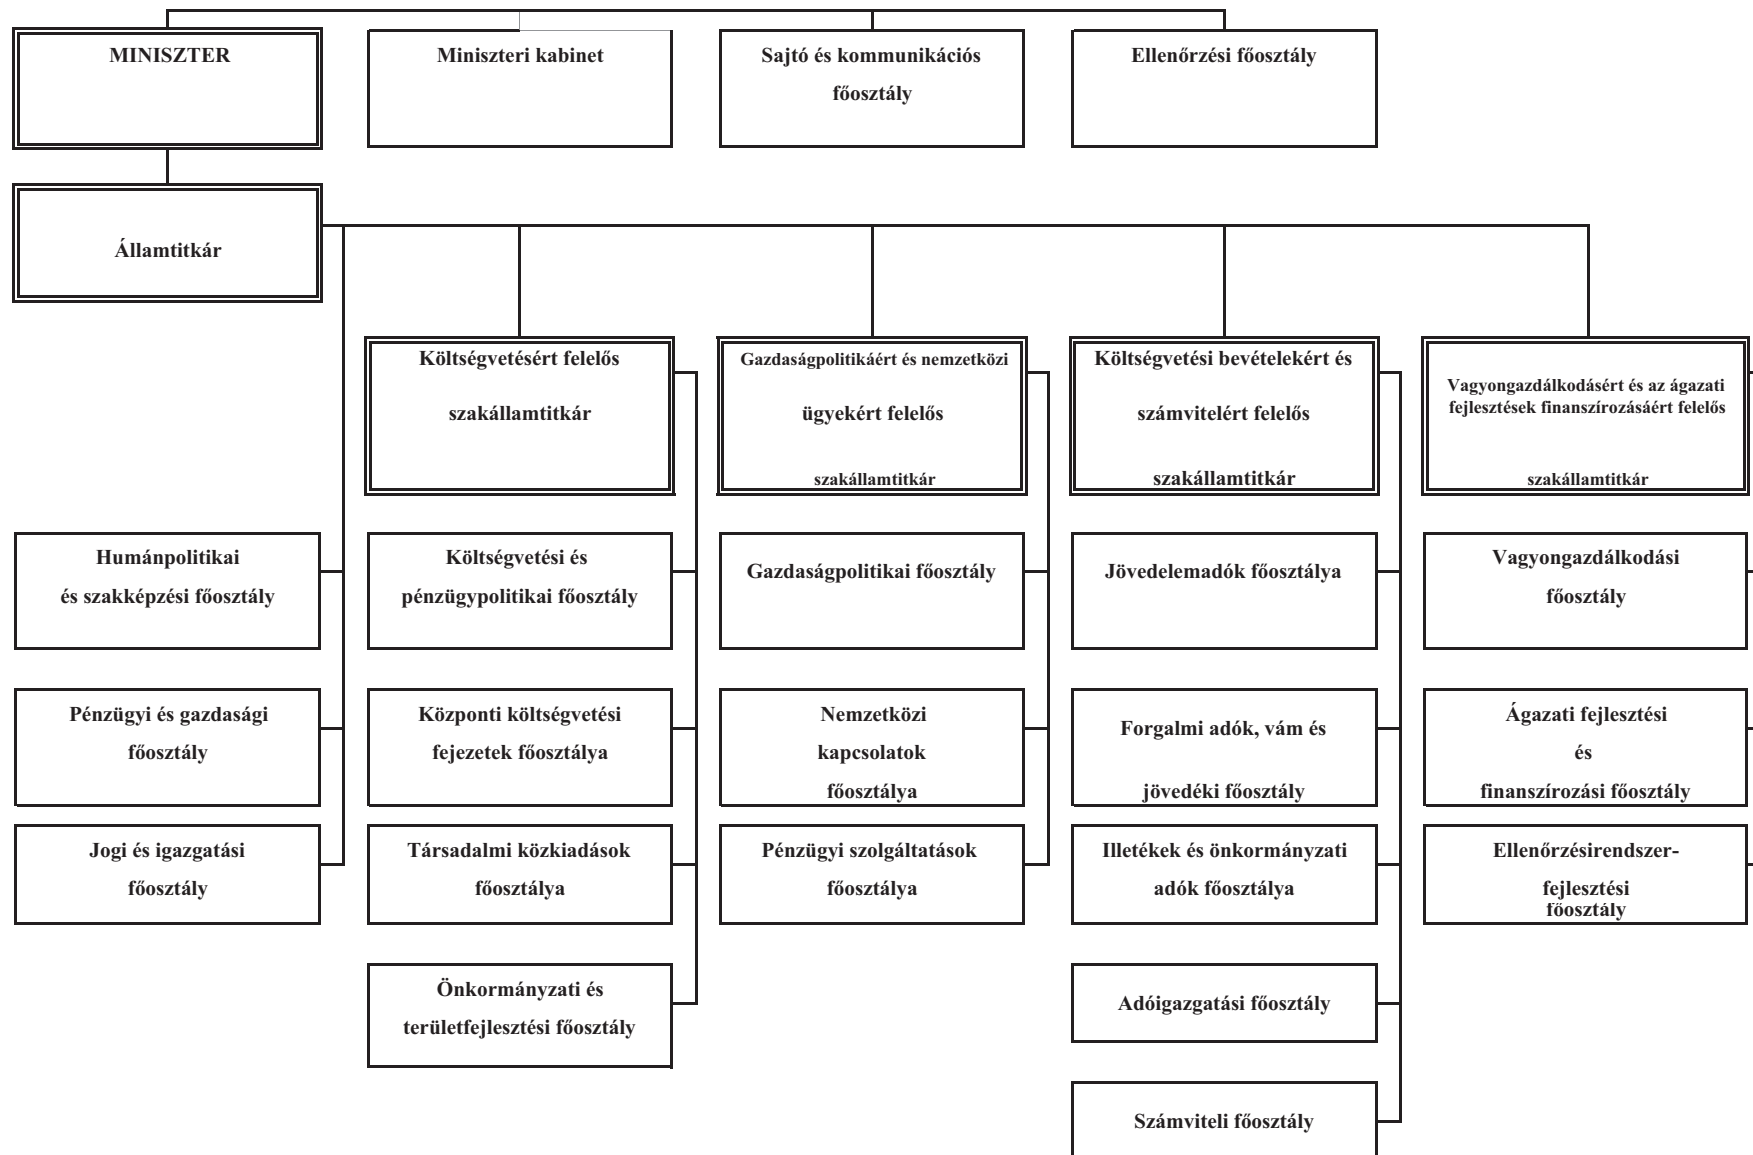 MINISZTER
Miniszteri kabinet
Sajtó és kommunikációs
főosztály
Ellenőrzési főosztály
Államtitkár
Költségvetésért felelős
szakállamtitkár
Gazdaságpolitikáért és nemzetközi
ügyekért felelős
szakállamtitkár
Költségvetési bevételekért és
számvitelért felelős
szakállamtitkár
Vagyongazdálkodásért és az ágazati
fejlesztések finanszírozásáért felelős
szakállamtitkár
Humánpolitikai
és szakképzési főosztály
Költségvetési és
pénzügypolitikai főosztály
Gazdaságpolitikai főosztály
Jövedelemadók főosztálya
Vagyongazdálkodási
főosztály
Pénzügyi és gazdasági
főosztály
Központi költségvetési
fejezetek főosztálya
Nemzetközi
kapcsolatok
főosztálya
Forgalmi adók, vám és
jövedéki főosztály
Ágazati fejlesztési
és
finanszírozási főosztály
Jogi és igazgatási
főosztály
Társadalmi közkiadások
főosztálya
Pénzügyi szolgáltatások
főosztálya
Illetékek és önkormányzati
adók főosztálya
Ellenőrzésirendszer-
fejlesztési
főosztály
Önkormányzati és
területfejlesztési főosztály
Adóigazgatási főosztály
Számviteli főosztály